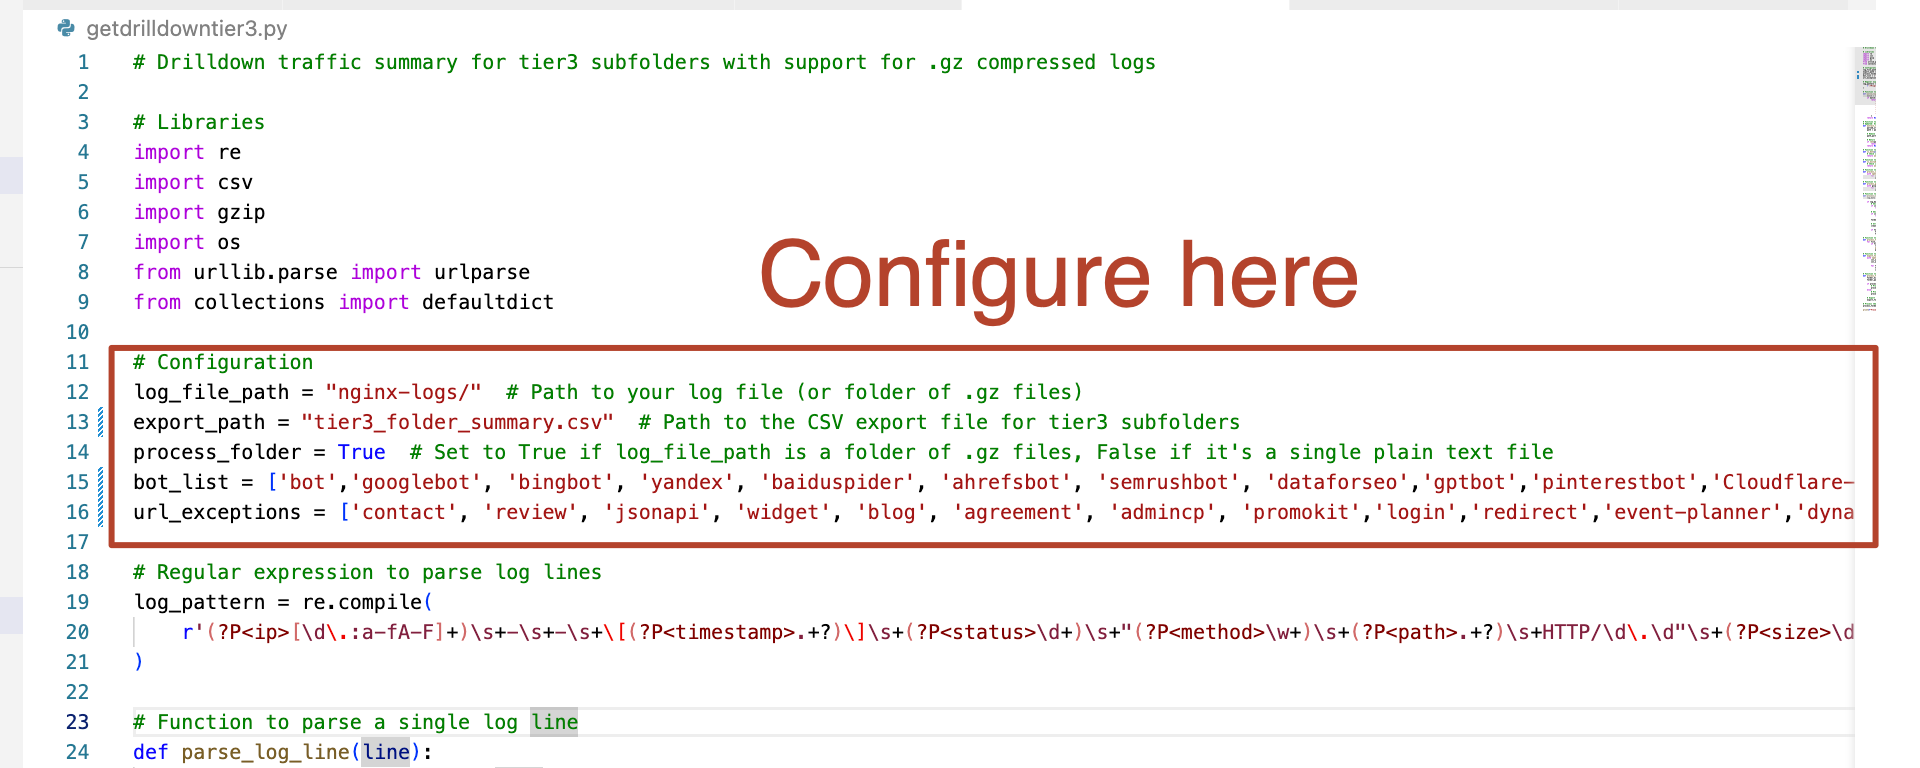 getdrilldowntier3.py
1 # Drilldown traffic summary for tier3 subfolders with support for .gz compressed logs
2
3 # Libraries
4 import re
5 import csv
6 import gzip
7 import os
8 from urllib.parse import urlparse
9 from collections import defaultdict
Configure here
10
11 # Configuration
12 log_file_path = "nginx-logs/"  # Path to your log file (or folder of .gz files)
13 export_path = "tier3_folder_summary.csv"  # Path to the CSV export file for tier3 subfolders
14 process_folder = True  # Set to True if log_file_path is a folder of .gz files, False if it's a single plain text file
15 bot_list = ['bot','googlebot', 'bingbot', 'yandex', 'baiduspider', 'ahrefsbot', 'semrushbot', 'dataforseo','gptbot','pinterestbot','Cloudflare-
16 url_exceptions = ['contact', 'review', 'jsonapi', 'widget', 'blog', 'agreement', 'admincp', 'promokit','login','redirect','event-planner','dyna
17
18 # Regular expression to parse log lines
19 log_pattern = re.compile(
20     r'(?P<ip>[\d\.:a-fA-F]+)\s+-\s+-\s+\[(?P<timestamp>.+?)\]\s+(?P<status>\d+)\s+"(?P<method>\w+)\s+(?P<path>.+?)\s+HTTP/\d\.\d"\s+(?P<size>\d
21 )
22
23 # Function to parse a single log line
24 def parse_log_line(line):